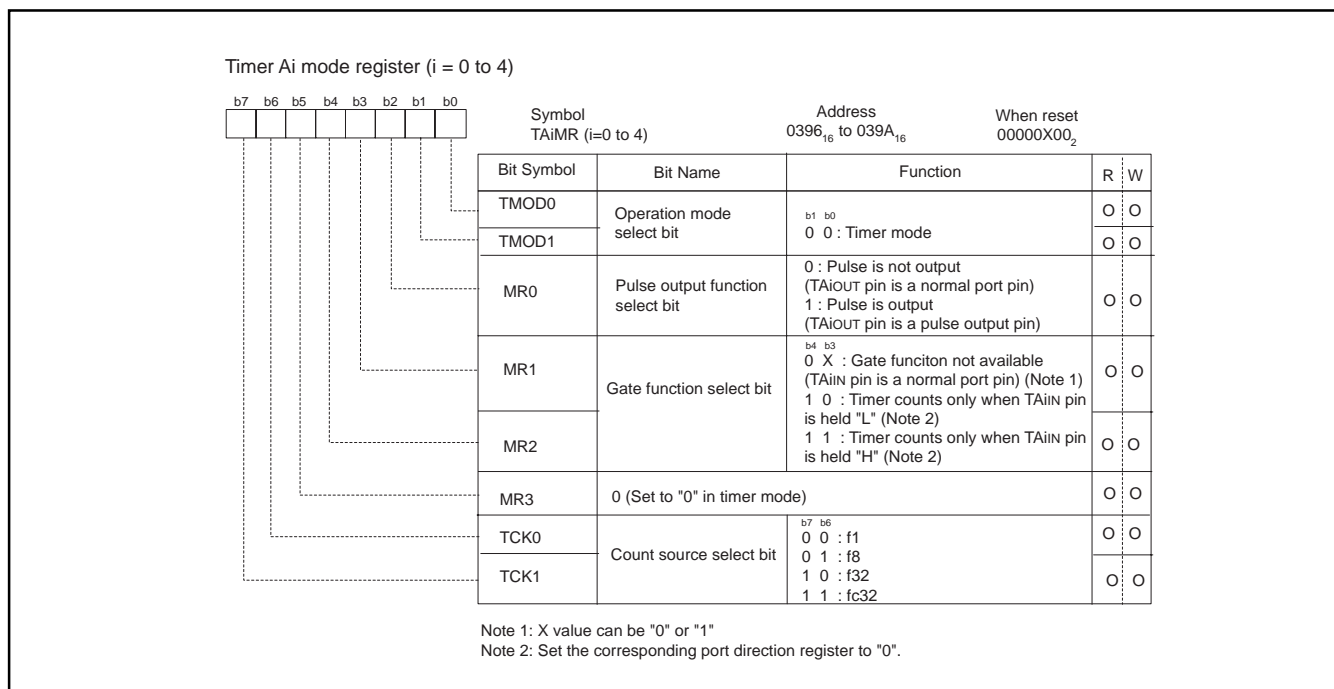 Timer Ai mode register (i = 0 to 4)
b7 b6 b5 b4 b3 b2 b1 b0
Symbol
TAiMR (i=0 to 4)
Address
0396₁₆ to 039A₁₆
When reset
00000X00₂
Bit Symbol Bit Name Function R W
TMOD0
TMOD1
Operation mode
select bit
b1 b0
0 0 : Timer mode
O O
O O
MR0
Pulse output function
select bit
0 : Pulse is not output
(TAiOUT pin is a normal port pin)
1 : Pulse is output
(TAiOUT pin is a pulse output pin)
O O
MR1
MR2
Gate function select bit
b4 b3
0 X : Gate funciton not available
(TAiIN pin is a normal port pin) (Note 1)
1 0 : Timer counts only when TAiIN pin
is held "L" (Note 2)
1 1 : Timer counts only when TAiIN pin
is held "H" (Note 2)
O O
O O
MR3
0 (Set to "0" in timer mode)
O O
TCK0
TCK1
Count source select bit
b7 b6
0 0 : f1
0 1 : f8
1 0 : f32
1 1 : fc32
O O
O O
Note 1: X value can be "0" or "1"
Note 2: Set the corresponding port direction register to "0".